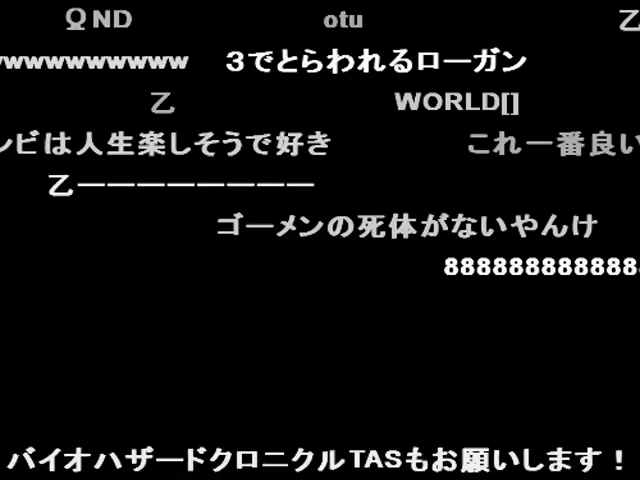 Ω ND otu 乙
wwwwwwwwww 3でとらわれるローガン
乙 WORLD[]
ンビは人生楽しそうで好き これ一番良い
乙ーーーーーーーー
ゴーメンの死体がないやんけ
888888888888
バイオハザードクロニクルTASもお願いします！